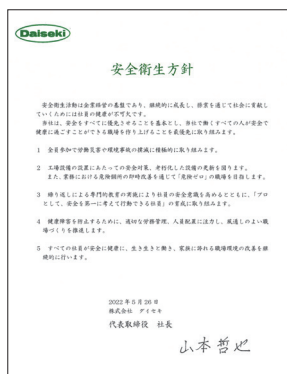 Daiseki
安全衛生方針
安全衛生活動は企業経営の基盤であり、継続的に成長し、操業を通じて社会に貢献し
ていくためには社員の健康が不可欠です。
当社は、安全をすべてに優先させることを基本とし、当社で働くすべての人が安全で
健康に過ごすことができる職場を作り上げることを最優先に取り組みます。
1 全員参加で労働災害や環境事故の撲滅に積極的に取り組みます。
2 工場設備の設置にあたっての安全対策、老朽化した設備の更新を図ります。
また、業務における危険個所の即時改善を通じて「危険ゼロ」の職場を目指します。
3 繰り返しによる専門的教育の実施により社員の安全意識を高めるとともに、「プロ
として、安全を第一に考えて行動できる社員」の育成に取り組みます。
4 健康障害を防止するために、適切な労務管理、人員配置に注力し、風通しのよい職
場づくりを推進します。
5 すべての社員が安全に健康に、生き生きと働き、家族に誇れる職場環境の改善を継
続的に行います。
2022年5月26日
株式会社 ダイセキ
代表取締役 社長
山本哲也